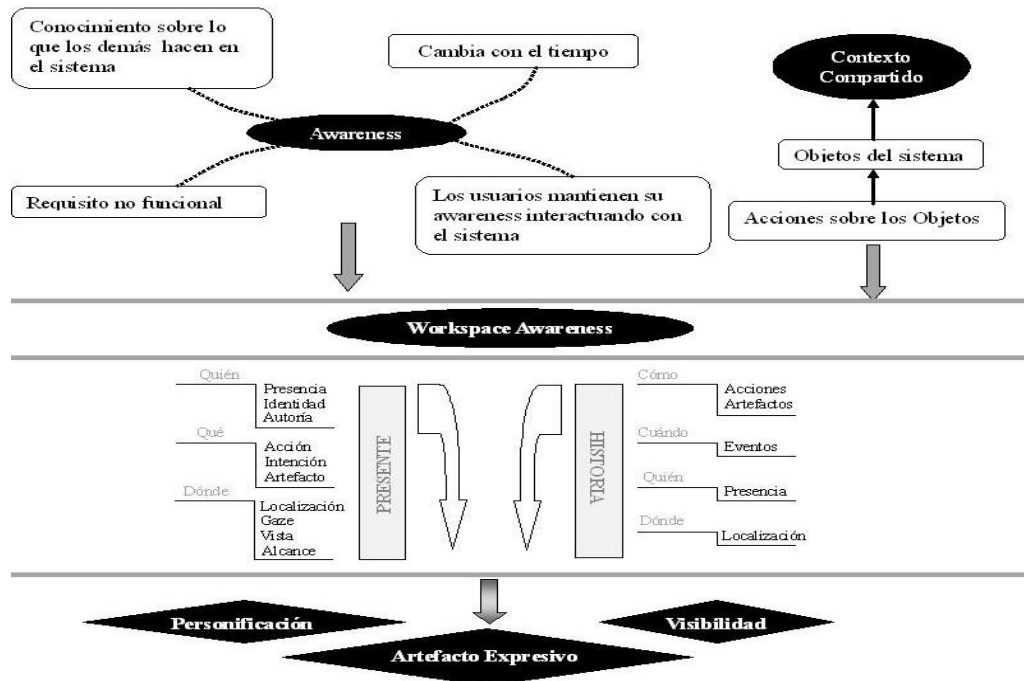 Conocimiento sobre lo
que los demás hacen en
el sistema
Cambia con el tiempo
Contexto
Compartido
Awareness
Objetos del sistema
Requisito no funcional
Los usuarios mantienen su
awareness interactuando con
el sistema
Acciones sobre los Objetos
Workspace Awareness
Quién
Presencia
Identidad
Autoría
Qué
Acción
Intención
Artefacto
Dónde
Localización
Gaze
Vista
Alcance
PRESENTE
HISTORIA
Cómo
Acciones
Artefactos
Cuándo
Eventos
Quién
Presencia
Dónde
Localización
Personificación
Visibilidad
Artefacto Expresivo